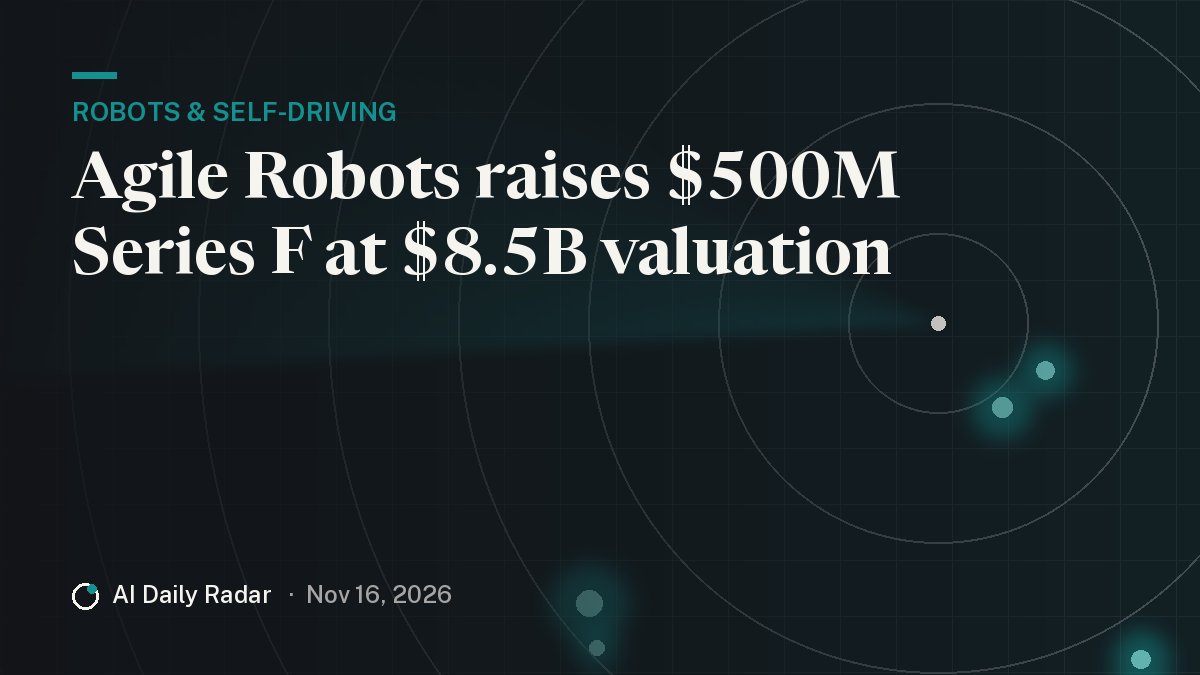 ROBOTS & SELF-DRIVING
Agile Robots raises $500M
Series F at $8.5B valuation
AI Daily Radar · Nov 16, 2026